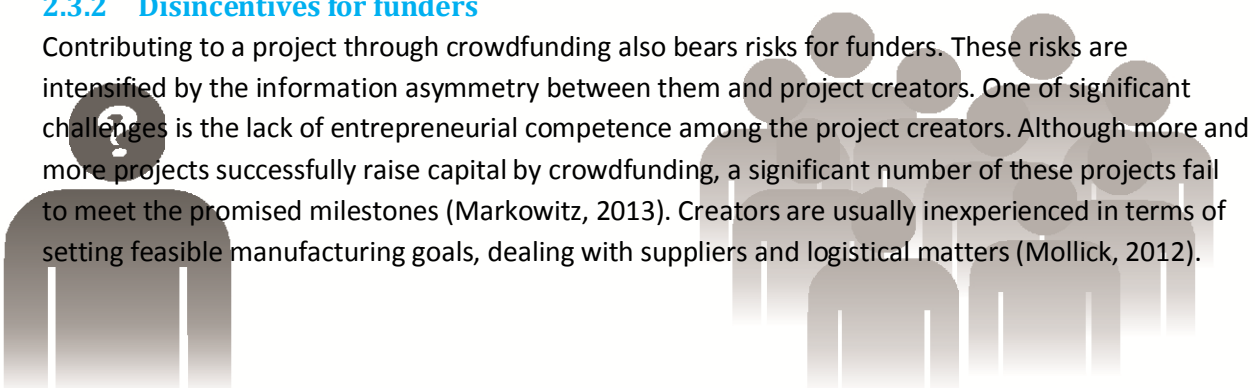 2.3.2 Disincentives for funders
Contributing to a project through crowdfunding also bears risks for funders. These risks are
intensified by the information asymmetry between them and project creators. One of significant
challenges is the lack of entrepreneurial competence among the project creators. Although more and
more projects successfully raise capital by crowdfunding, a significant number of these projects fail
to meet the promised milestones (Markowitz, 2013). Creators are usually inexperienced in terms of
setting feasible manufacturing goals, dealing with suppliers and logistical matters (Mollick, 2012).
?